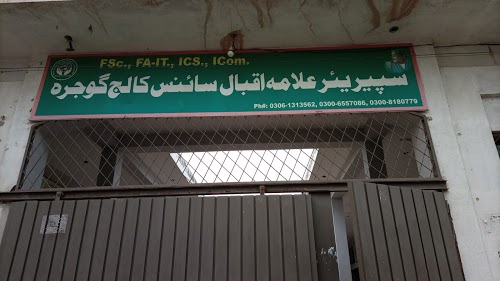 FSc., FA-IT., ICS., ICom.
سپیریئر علامہ اقبال سائنس کالج گوجرہ
Ph#: 0306-1313562, 0300-6557086, 0300-8180779